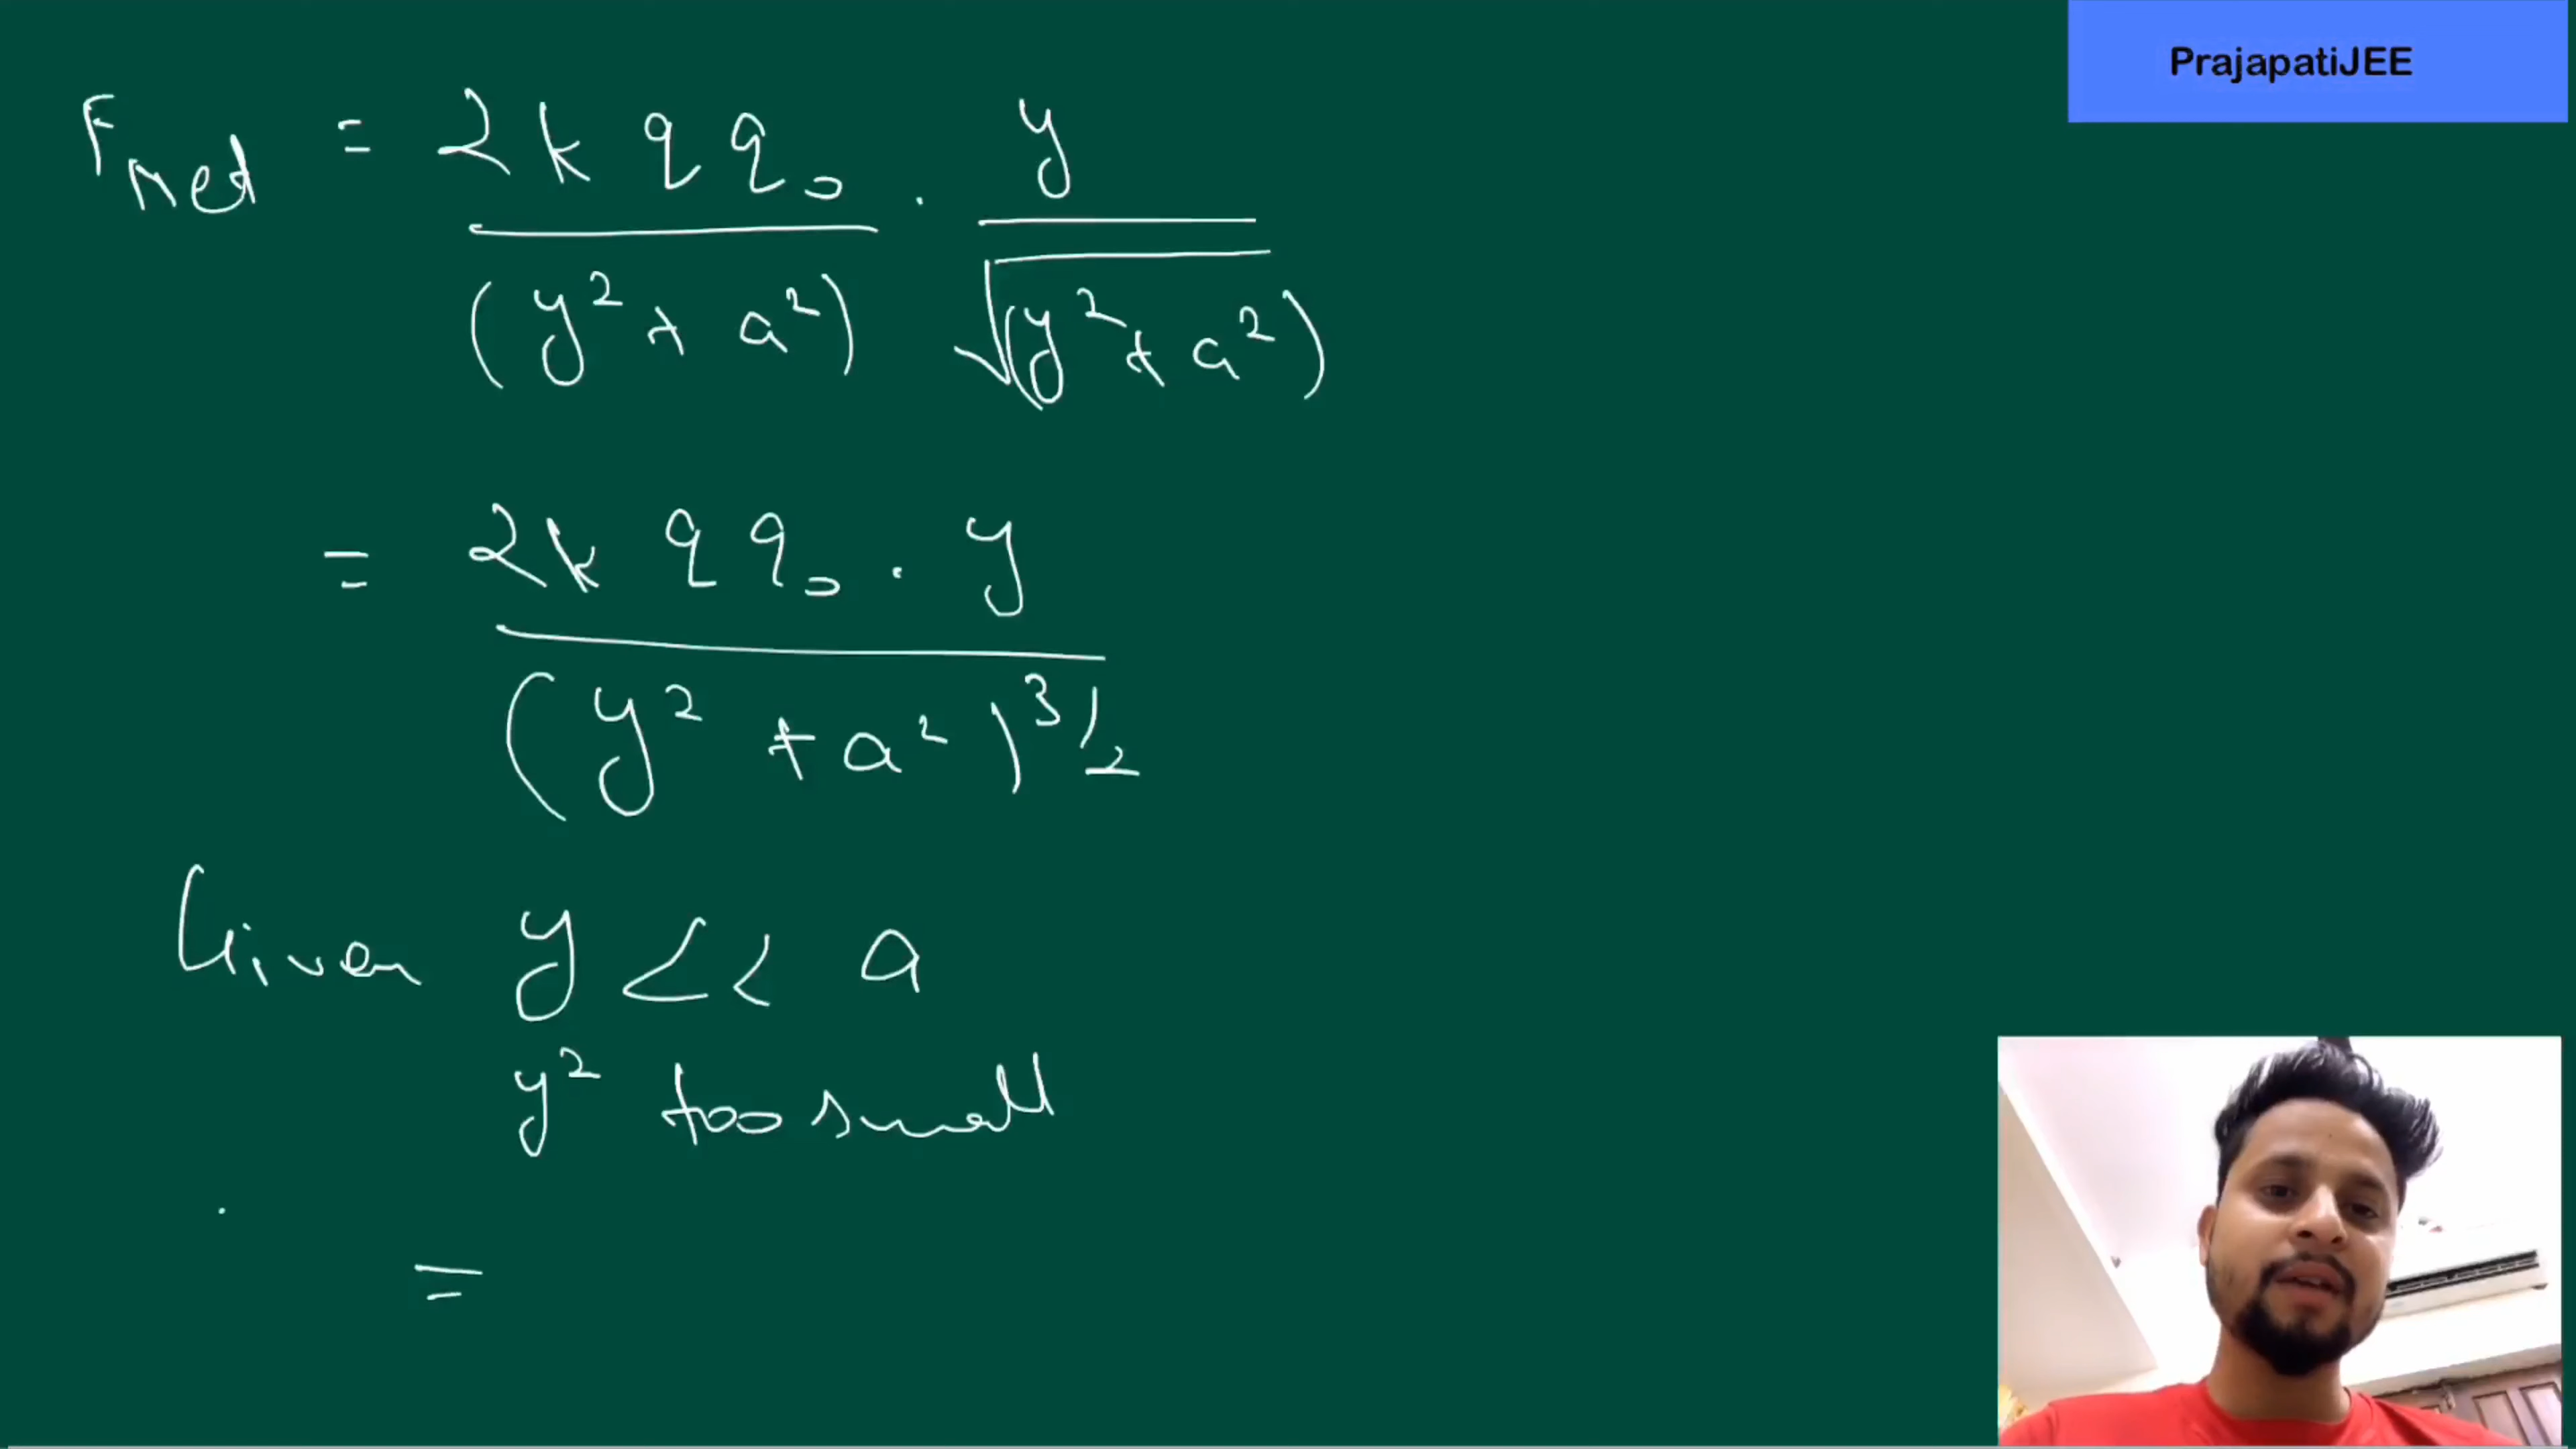 PrajapatiJEE
F_net = 2kqq₀/(y² + a²) · y/√(y² + a²)
= 2kqq₀ · y/(y² + a²)^3/2
Given y << a
y² too small
=